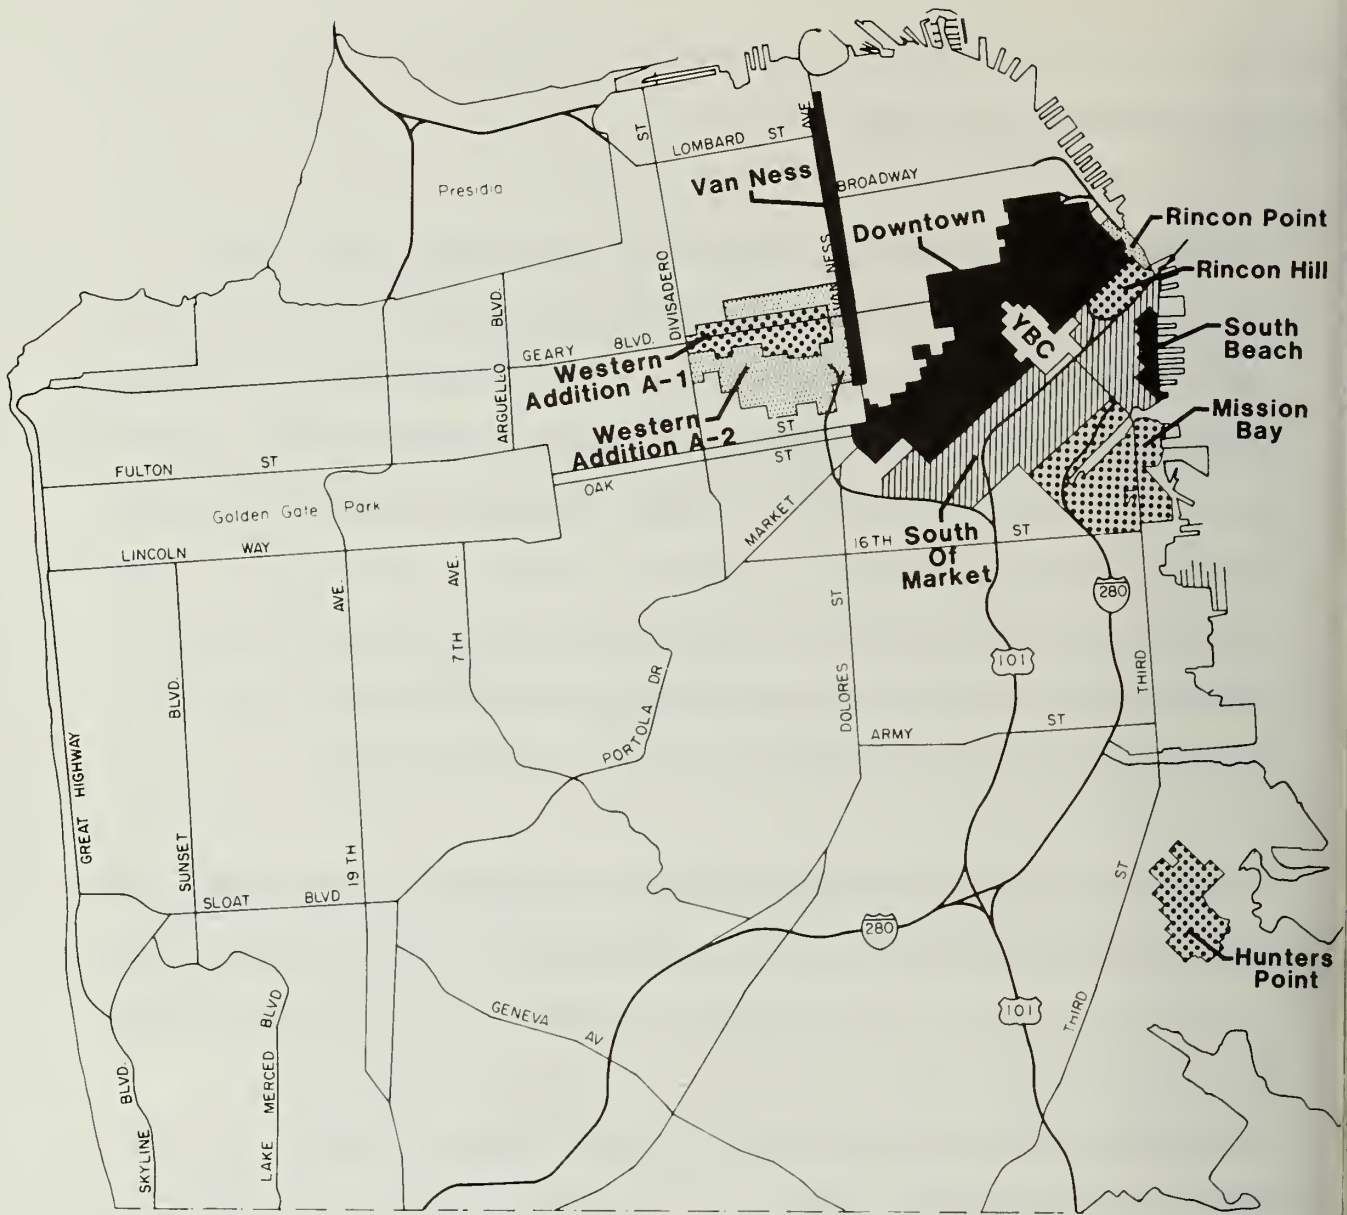 LOMBARD ST
AVE
ST
Presidio
Van Ness
BROADWAY
Downtown
Rincon Point
Rincon Hill
VAN NESS
DIVISADERO
BLVD.
ARGUELLO
GEARY BLVD.
YBC
South
Beach
Western
Addition A-1
Western
Addition A-2
Mission
Bay
FULTON ST
ST
ST
OAK
Golden Gate Park
MARKET
LINCOLN WAY
16TH ST
South
Of
Market
AVE.
AVE.
7TH
ST
280
101
THIRD
BLVD.
PORTOLA DR
DOLORES
ARMY ST
GREAT HIGHWAY
SUNSET
19TH
SLOAT BLVD
ST
280
Hunters
Point
GENEVA AV
101
THIRD
LAKE MERCED BLVD
SKYLINE BLVD.